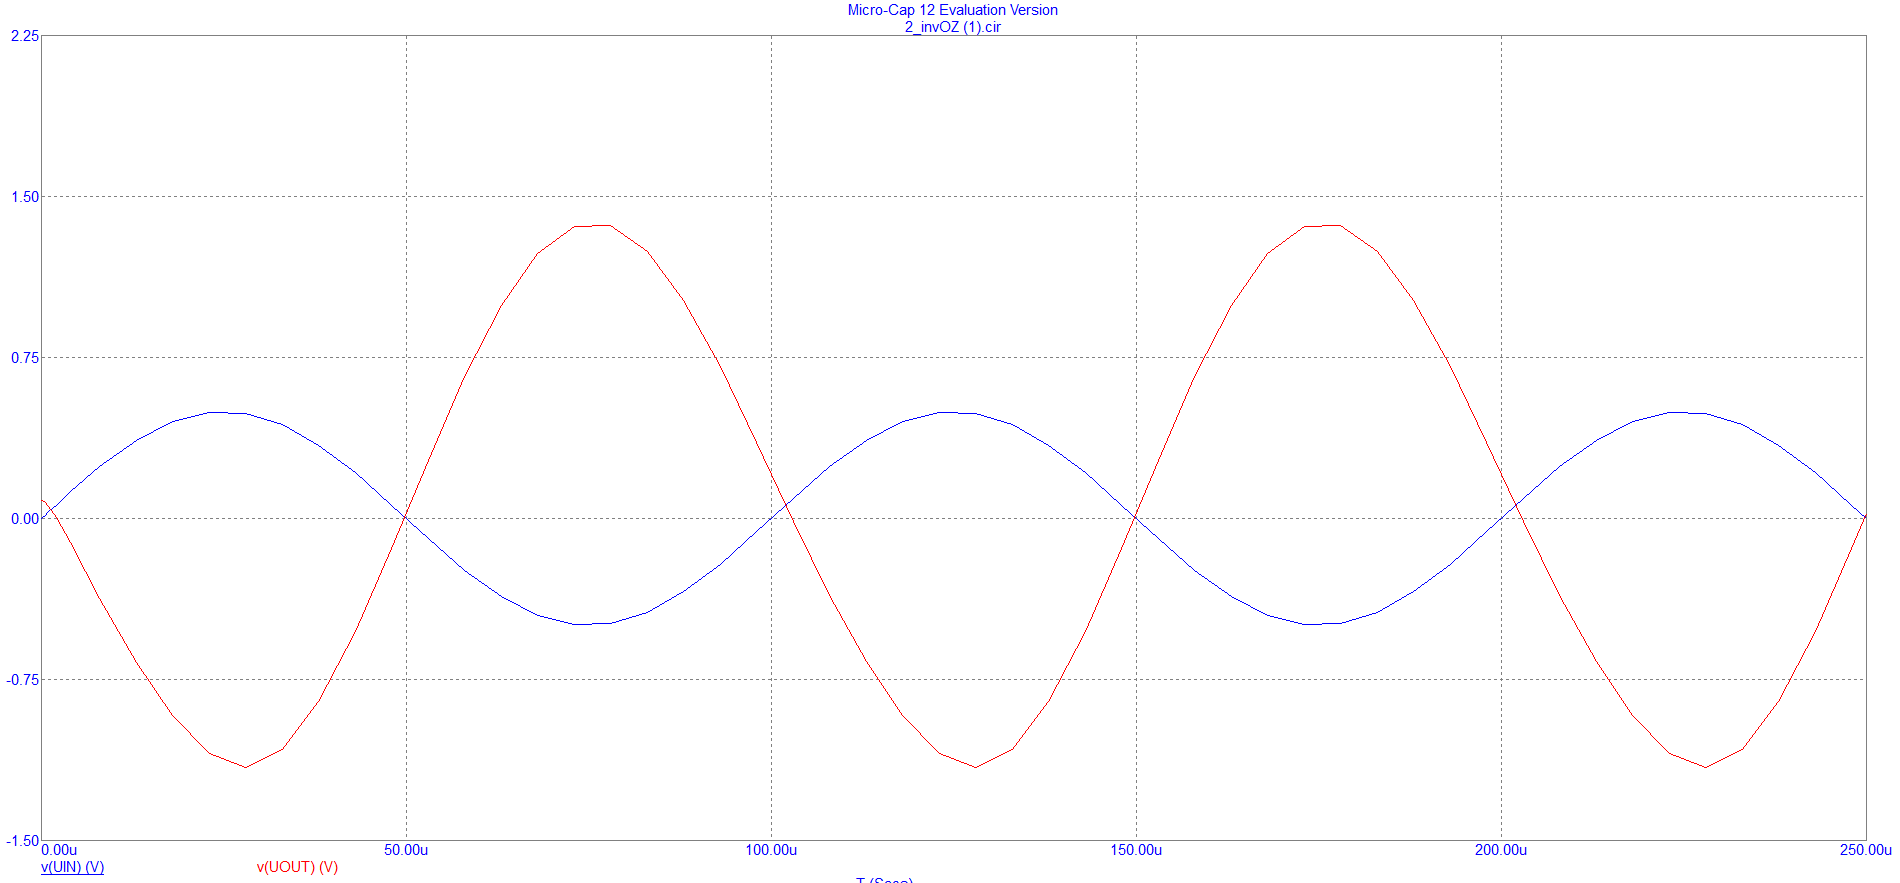 Micro-Cap 12 Evaluation Version
2_invOZ (1).cir
2.25
1.50
0.75
0.00
-0.75
-1.50
0.00u 50.00u 100.00u 150.00u 200.00u 250.00u
v(UIN) (V) v(UOUT) (V)
T (Secs)